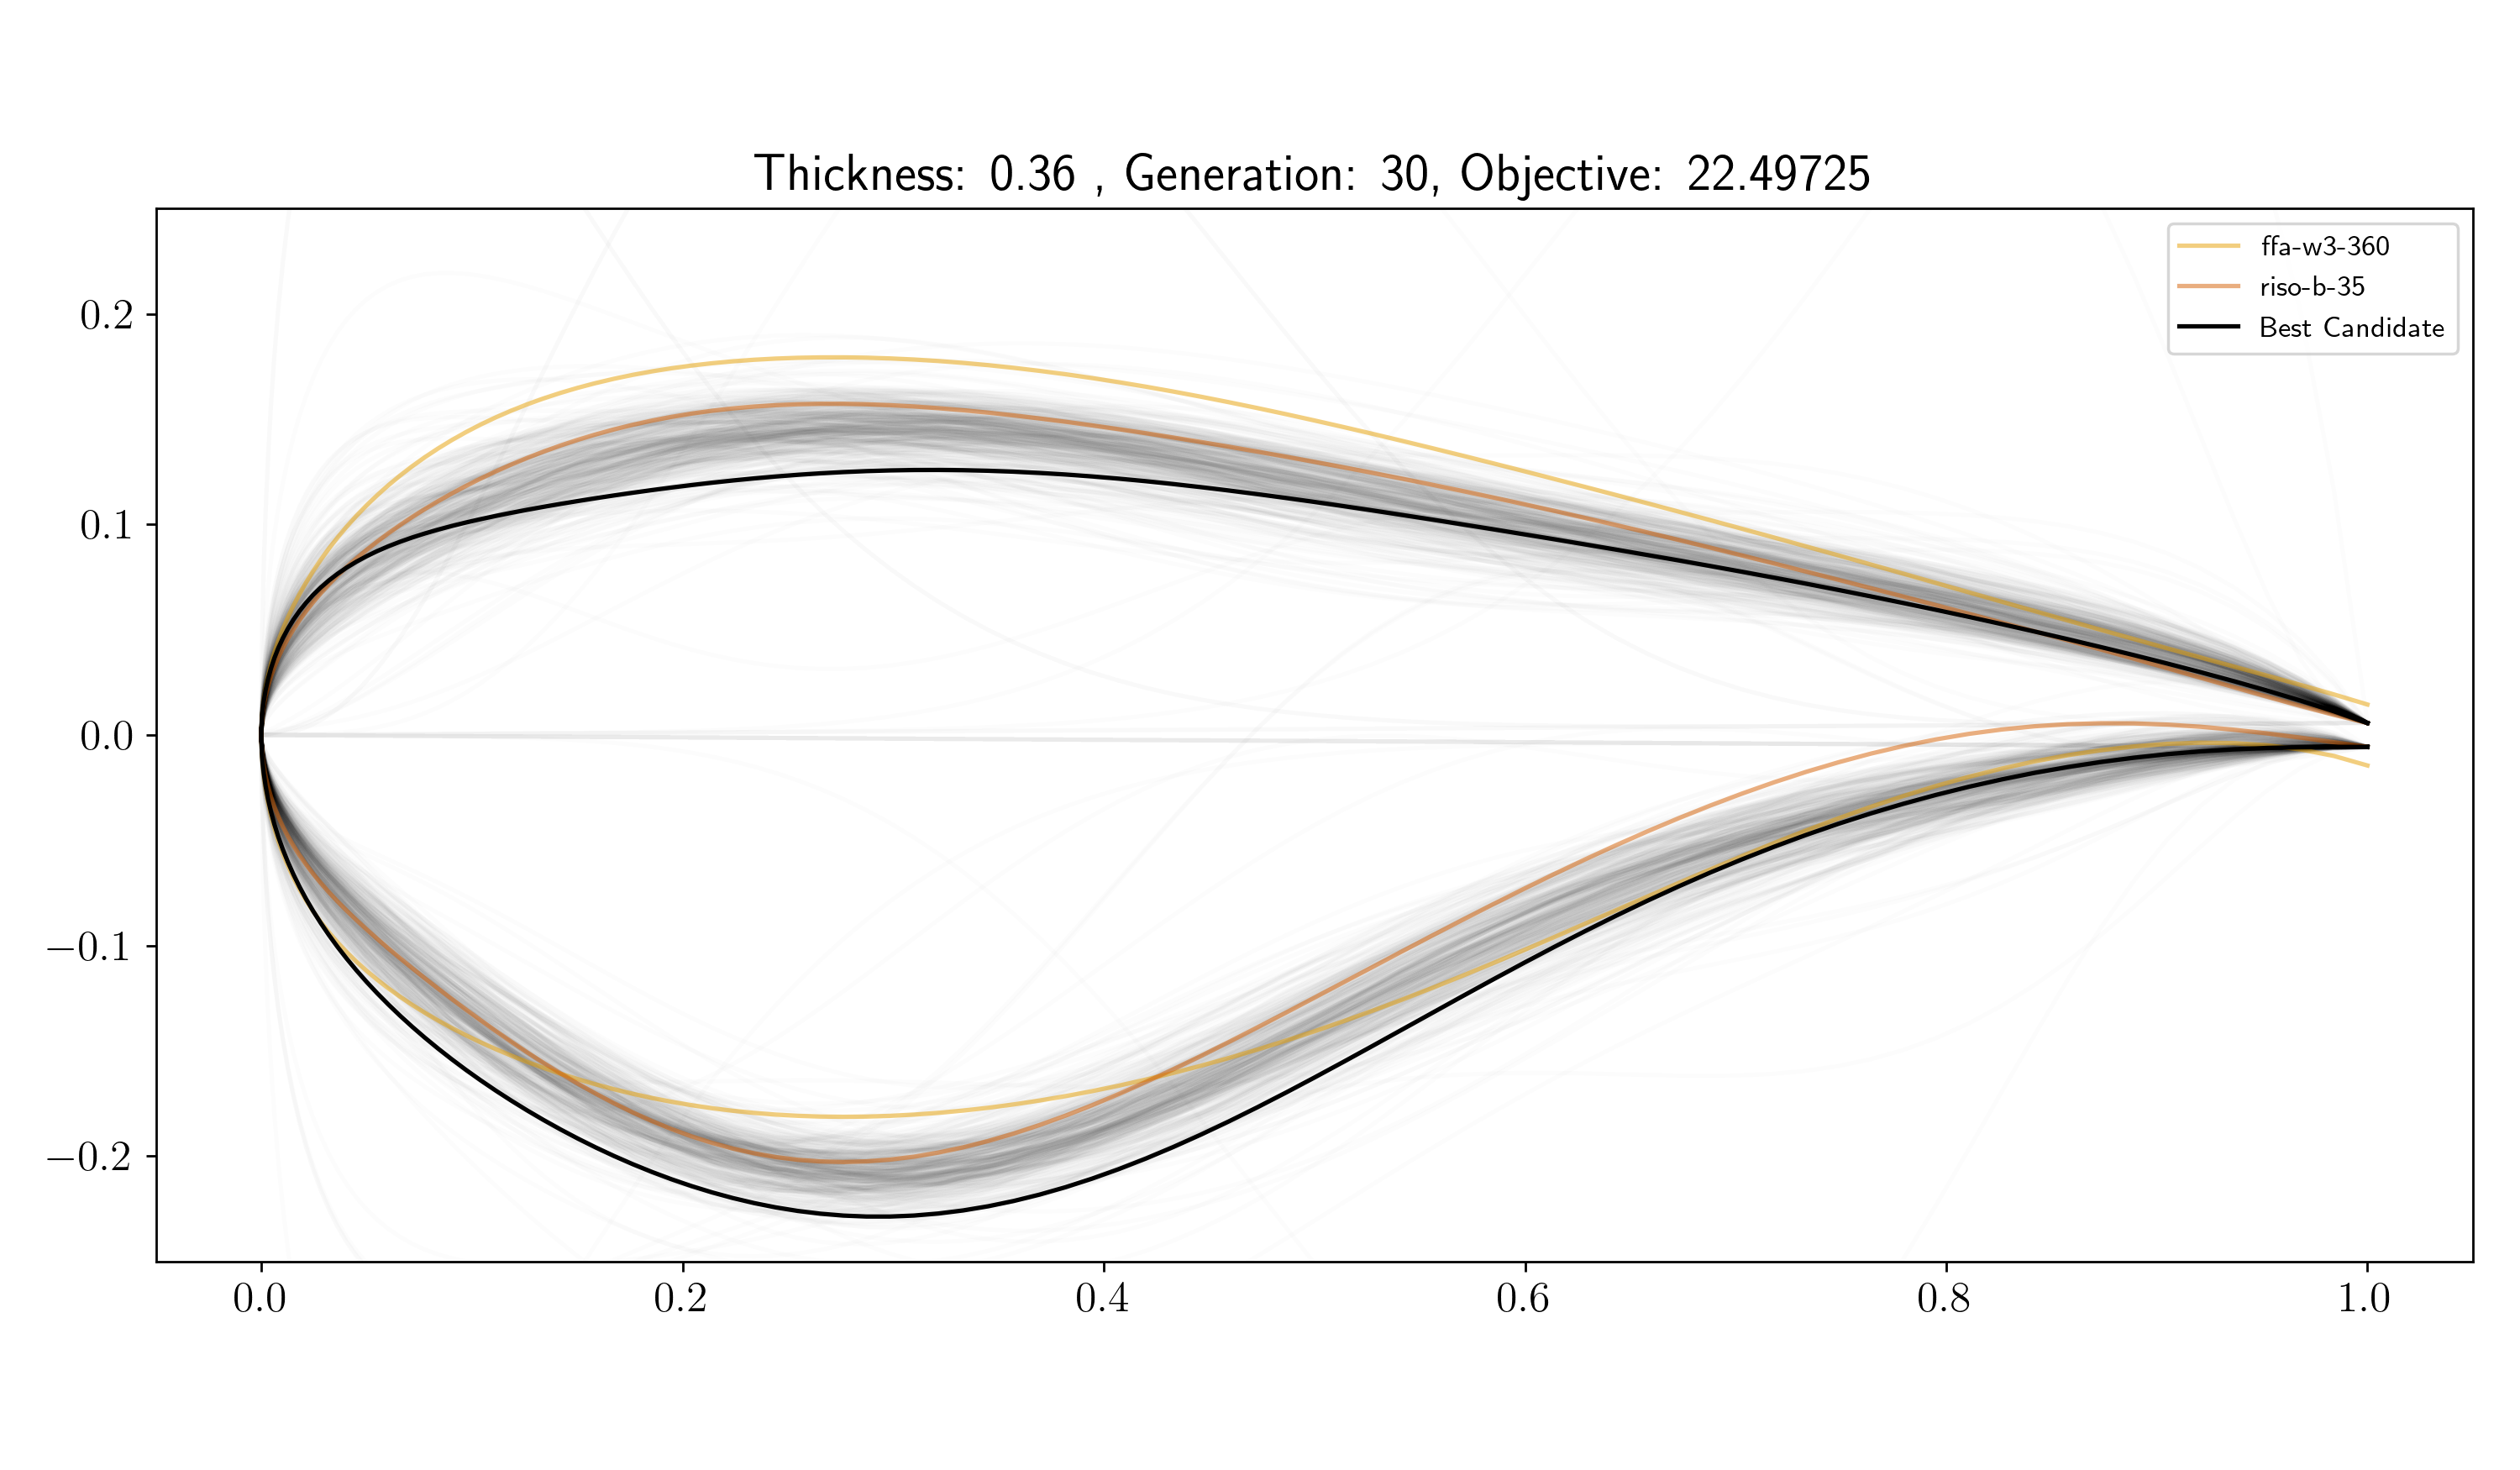 Thickness: 0.36 , Generation: 30, Objective: 22.49725
ffa-w3-360
riso-b-35
Best Candidate
0.2
0.1
0.0
−0.1
−0.2
0.0 0.2 0.4 0.6 0.8 1.0